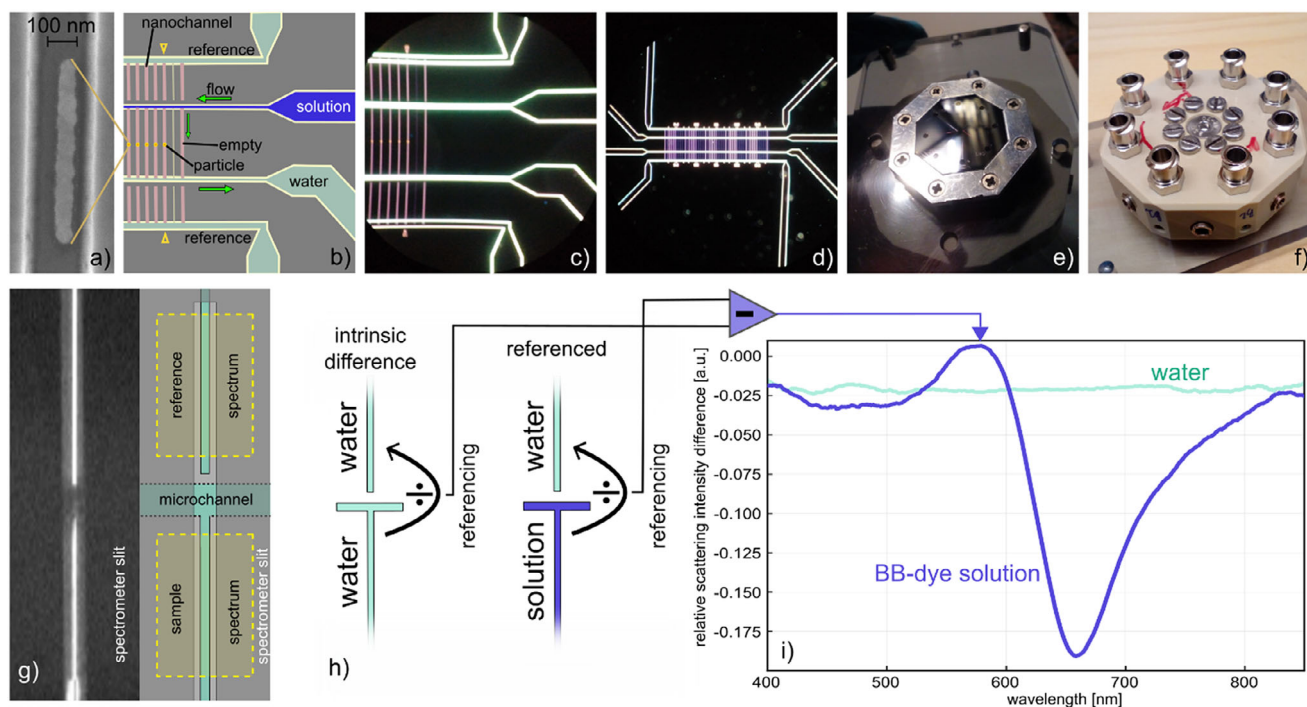 100 nm
a)
nanochannel
reference
flow
solution
empty
particle
water
reference
b)
c)
d)
e)
f)
g)
spectrometer slit
reference
spectrum
microchannel
sample
spectrum
spectrometer slit
h)
intrinsic
difference
water
water
÷
referencing
referenced
water
solution
÷
referencing
-
relative scattering intensity difference [a.u.]
0.000
-0.025
-0.050
-0.075
-0.100
-0.125
-0.150
-0.175
water
BB-dye solution
i)
400
500
600
700
800
wavelength [nm]